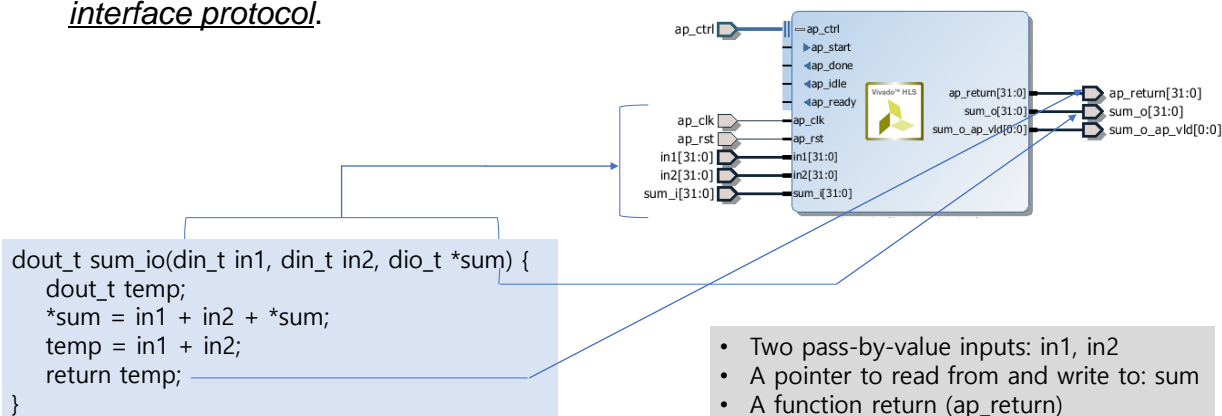 interface protocol.
ap_ctrl
ap_ctrl
ap_start
ap_done
ap_idle
ap_ready
ap_clk
ap_rst
in1[31:0]
in2[31:0]
sum_i[31:0]
ap_clk
ap_rst
in1[31:0]
in2[31:0]
sum_i[31:0]
Vivado™ HLS
ap_return[31:0]
sum_o[31:0]
sum_o_ap_vld[0:0]
ap_return[31:0]
sum_o[31:0]
sum_o_ap_vld[0:0]
dout_t sum_io(din_t in1, din_t in2, dio_t *sum) {
dout_t temp;
*sum = in1 + in2 + *sum;
temp = in1 + in2;
return temp;
}
• Two pass-by-value inputs: in1, in2
• A pointer to read from and write to: sum
• A function return (ap_return)